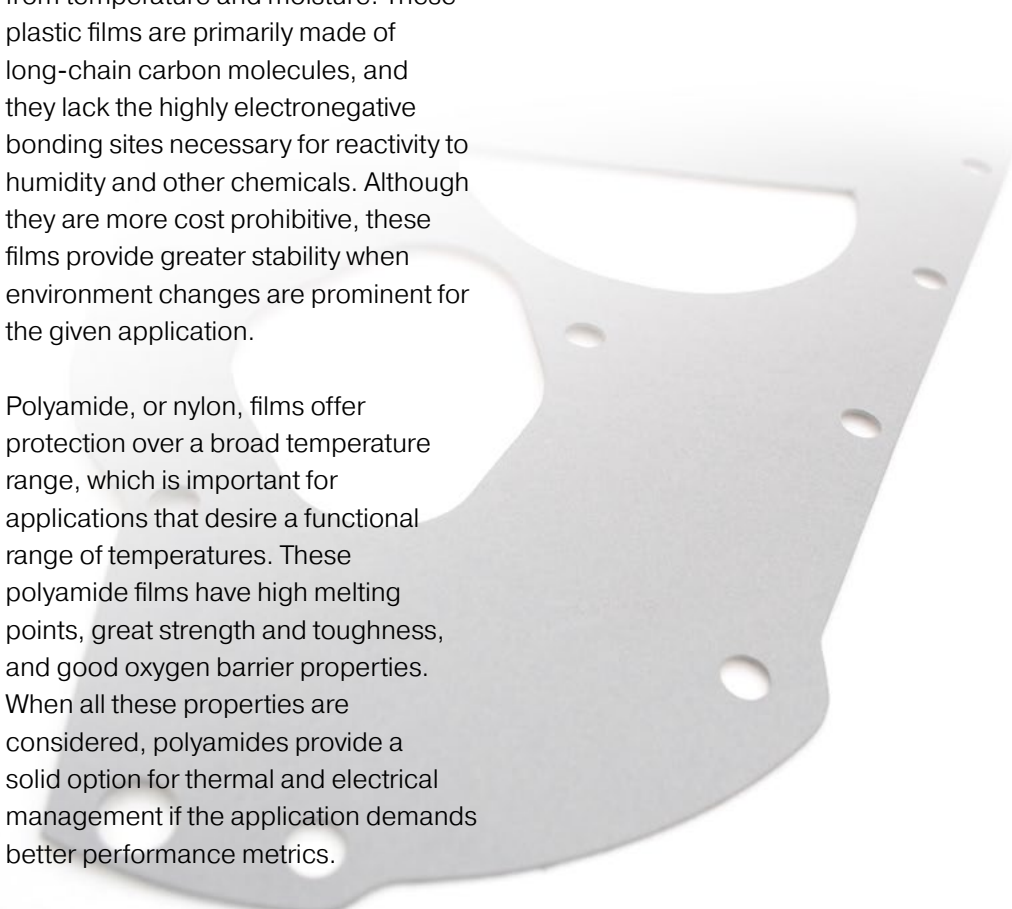 from temperature and moisture. These
plastic films are primarily made of
long-chain carbon molecules, and
they lack the highly electronegative
bonding sites necessary for reactivity to
humidity and other chemicals. Although
they are more cost prohibitive, these
films provide greater stability when
environment changes are prominent for
the given application.
Polyamide, or nylon, films offer
protection over a broad temperature
range, which is important for
applications that desire a functional
range of temperatures. These
polyamide films have high melting
points, great strength and toughness,
and good oxygen barrier properties.
When all these properties are
considered, polyamides provide a
solid option for thermal and electrical
management if the application demands
better performance metrics.